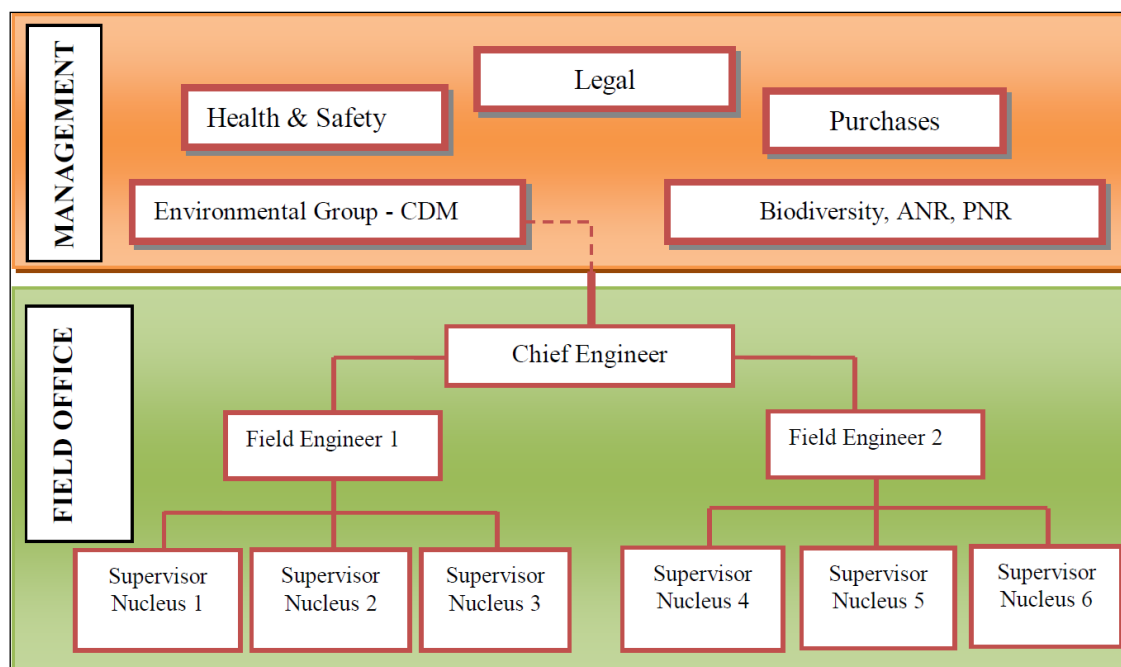 MANAGEMENT
Legal
Health & Safety
Purchases
Environmental Group - CDM
Biodiversity, ANR, PNR
FIELD OFFICE
Chief Engineer
Field Engineer 1
Field Engineer 2
Supervisor
Nucleus 1
Supervisor
Nucleus 2
Supervisor
Nucleus 3
Supervisor
Nucleus 4
Supervisor
Nucleus 5
Supervisor
Nucleus 6